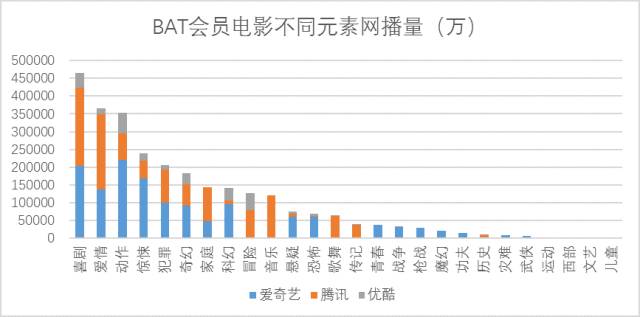 BAT会员电影不同元素网播量（万）
500000
450000
400000
350000
300000
250000
200000
150000
100000
50000
0
喜剧
爱情
动作
惊悚
犯罪
奇幻
家庭
科幻
冒险
音乐
悬疑
恐怖
歌舞
传记
青春
战争
枪战
魔幻
功夫
历史
灾难
武侠
运动
西部
文艺
儿童
爱奇艺 腾讯 优酷